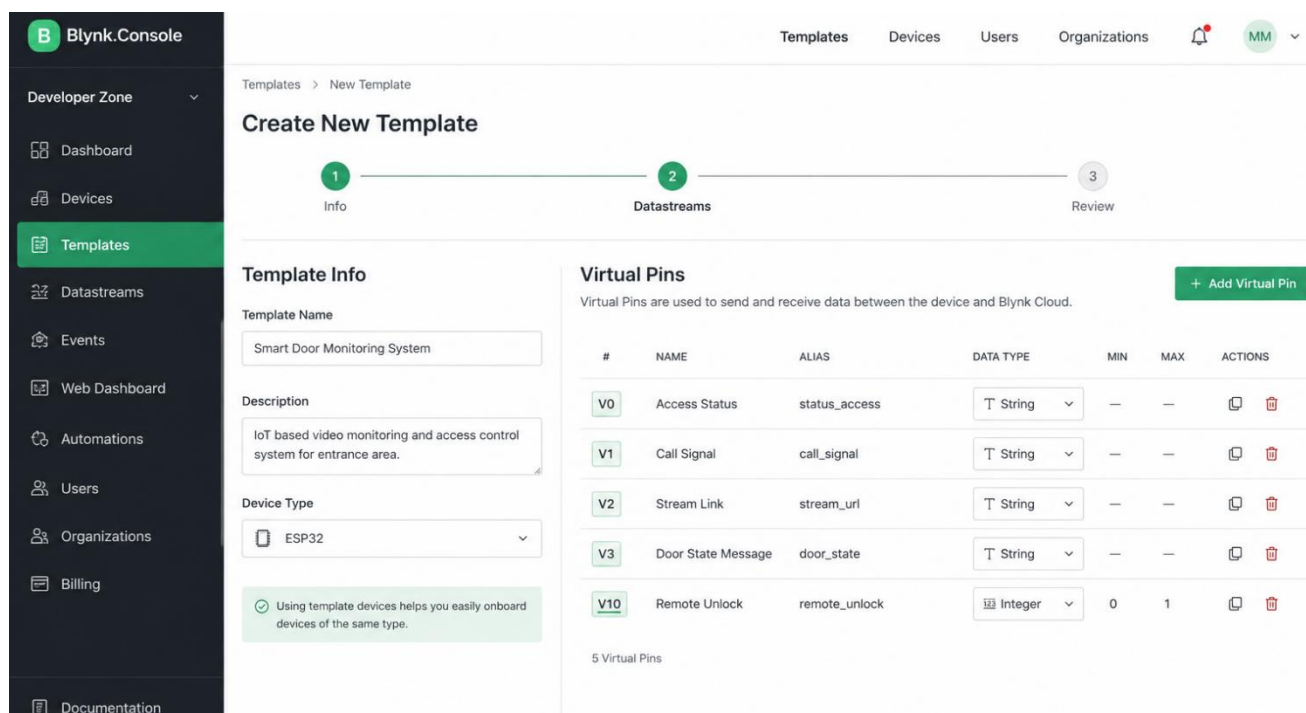 B Blynk.Console
Templates Devices Users Organizations MM
Developer Zone
Dashboard
Devices
Templates
Datastreams
Events
Web Dashboard
Automations
Users
Organizations
Billing
Documentation
Templates > New Template
Create New Template
1 2 3
Info Datastreams Review
Template Info
Template Name
Smart Door Monitoring System
Description
IoT based video monitoring and access control
system for entrance area.
Device Type
ESP32
Using template devices helps you easily onboard
devices of the same type.
Virtual Pins
Virtual Pins are used to send and receive data between the device and Blynk Cloud.
+ Add Virtual Pin
# NAME ALIAS DATA TYPE MIN MAX ACTIONS
V0 Access Status status_access T String — —
V1 Call Signal call_signal T String — —
V2 Stream Link stream_url T String — —
V3 Door State Message door_state T String — —
V10 Remote Unlock remote_unlock 123 Integer 0 1
5 Virtual Pins